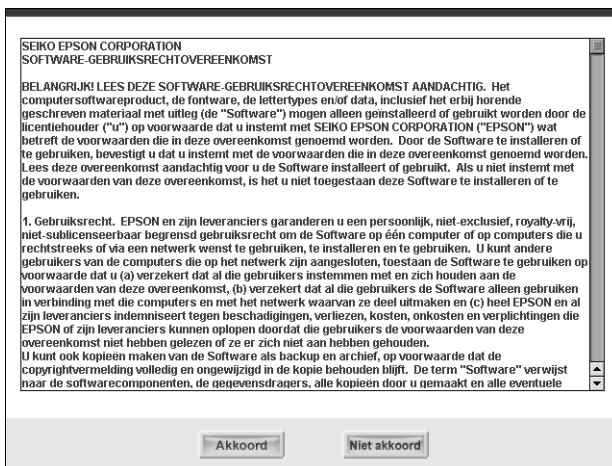 SEIKO EPSON CORPORATION
SOFTWARE-GEBRUIKSRECHTOVEREENKOMST
BELANGRIJK! LEES DEZE SOFTWARE-GEBRUIKSRECHTOVEREENKOMST AANDACHTIG. Het
computersoftwareproduct, de fontware, de lettertypes en/of data, inclusief het erbij horende
geschreven materiaal met uitleg (de "Software") mogen alleen geïnstalleerd of gebruikt worden door de
licentiehouder ("u") op voorwaarde dat u instemt met SEIKO EPSON CORPORATION ("EPSON") wat
betreft de voorwaarden die in deze overeenkomst genoemd worden. Door de Software te installeren of
te gebruiken, bevestigt u dat u instemt met de voorwaarden die in deze overeenkomst genoemd worden.
Lees deze overeenkomst aandachtig voor u de Software installeert of gebruikt. Als u niet instemt met
de voorwaarden van deze overeenkomst, is het u niet toegestaan deze Software te installeren of te
gebruiken.
1. Gebruiksrecht. EPSON en zijn leveranciers garanderen u een persoonlijk, niet-exclusief, royalty-vrij,
niet-sublicenseerbaar begrensd gebruiksrecht om de Software op één computer of op computers die u
rechtstreeks of via een netwerk wenst te gebruiken, te installeren en te gebruiken. U kunt andere
gebruikers van de computers die op het netwerk zijn aangesloten, toestaan de Software te gebruiken op
voorwaarde dat u (a) verzekert dat al die gebruikers instemmen met en zich houden aan de
voorwaarden van deze overeenkomst, (b) verzekert dat al die gebruikers de Software alleen gebruiken
in verbinding met die computers en met het netwerk waarvan ze deel uitmaken en (c) heel EPSON en al
zijn leveranciers indemniseert tegen beschadigingen, verliezen, kosten, onkosten en verplichtingen die
EPSON of zijn leveranciers kunnen oplopen doordat die gebruikers de voorwaarden van deze
overeenkomst niet hebben gelezen of ze er zich niet aan hebben gehouden.
U kunt ook kopieën maken van de Software als backup en archief, op voorwaarde dat de
copyrightvermelding volledig en ongewijzigd in de kopie behouden blijft. De term "Software" verwijst
naar de softwarecomponenten, de gegevensdragers, alle kopieën door u gemaakt en alle eventuele
Akkoord
Niet akkoord